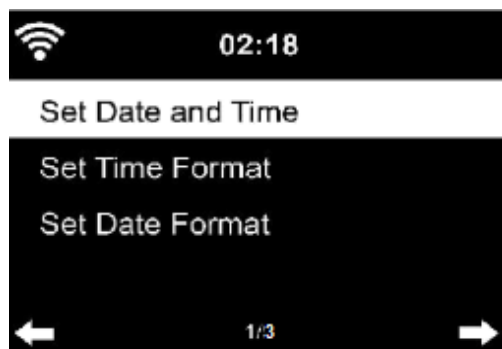 02:18
Set Date and Time
Set Time Format
Set Date Format
1/3